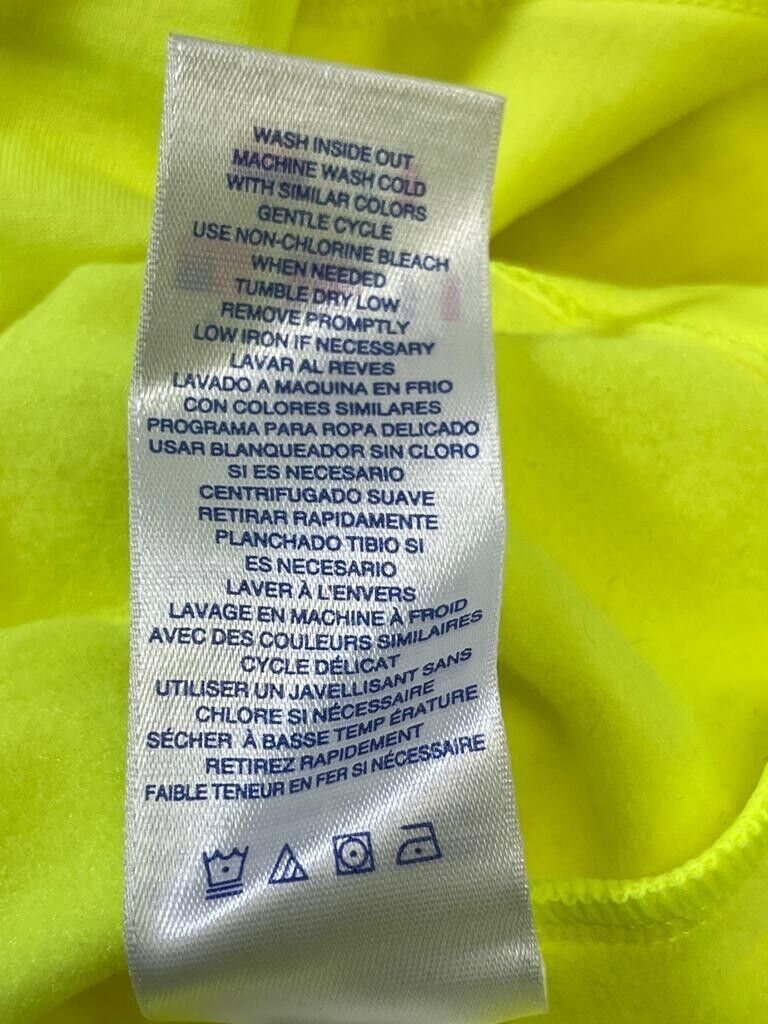 WASH INSIDE OUT
MACHINE WASH COLD
WITH SIMILAR COLORS
GENTLE CYCLE
USE NON-CHLORINE BLEACH
WHEN NEEDED
TUMBLE DRY LOW
REMOVE PROMPTLY
LOW IRON IF NECESSARY
LAVAR AL REVES
LAVADO A MAQUINA EN FRIO
CON COLORES SIMILARES
PROGRAMA PARA ROPA DELICADO
USAR BLANQUEADOR SIN CLORO
SI ES NECESARIO
CENTRIFUGADO SUAVE
RETIRAR RAPIDAMENTE
PLANCHADO TIBIO SI
ES NECESARIO
LAVER À L'ENVERS
LAVAGE EN MACHINE À FROID
AVEC DES COULEURS SIMILAIRES
CYCLE DÉLICAT
UTILISER UN JAVELLISANT SANS
CHLORE SI NÉCESSAIRE
SÉCHER À BASSE TEMP ÉRATURE
RETIREZ RAPIDEMENT
FAIBLE TENEUR EN FER SI NÉCESSAIRE